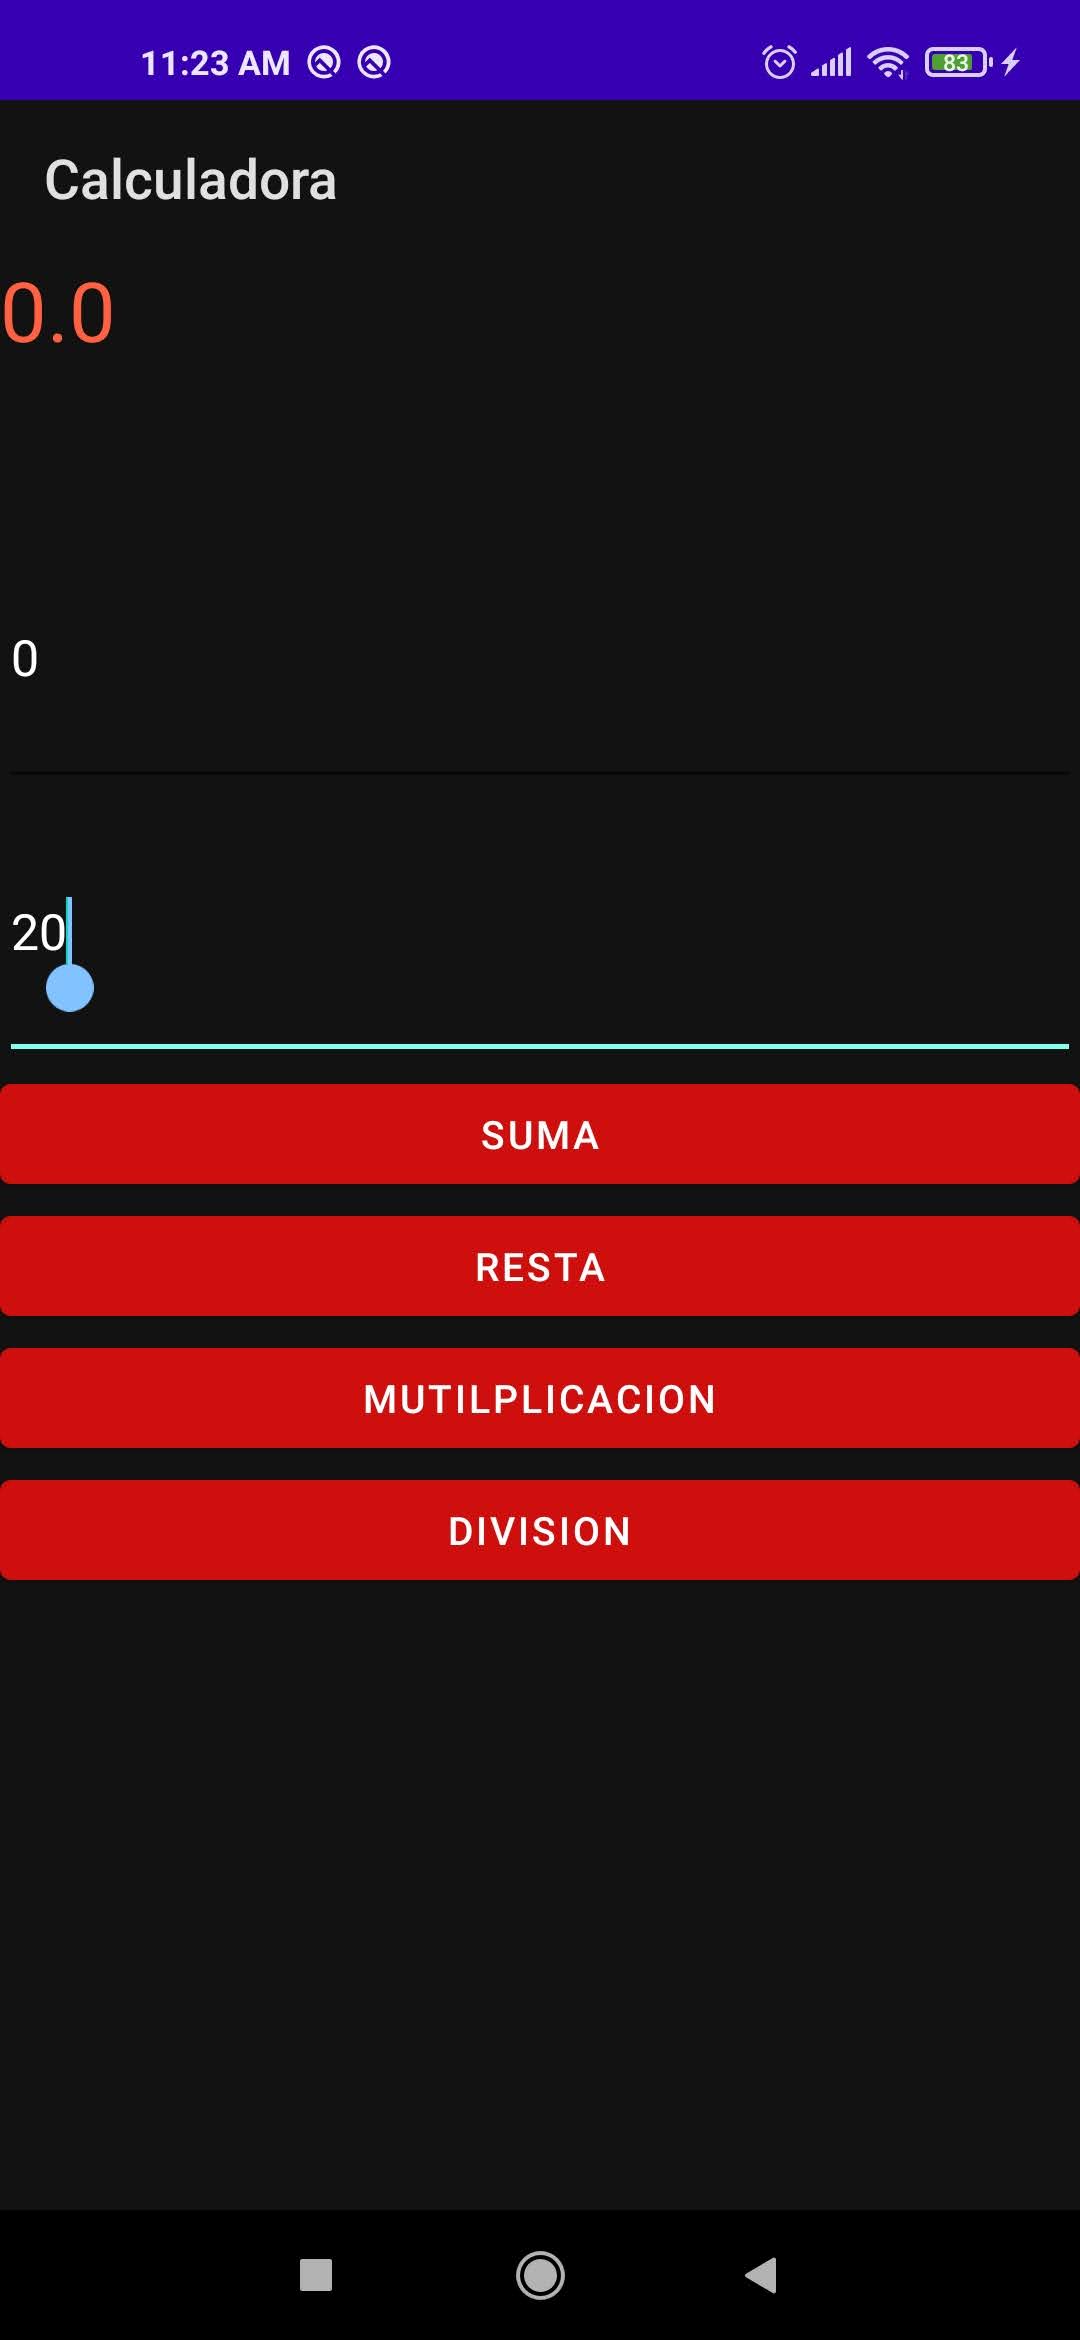 11:23 AM 83
Calculadora
0.0
0
20
SUMA
RESTA
MUTILPLICACION
DIVISION